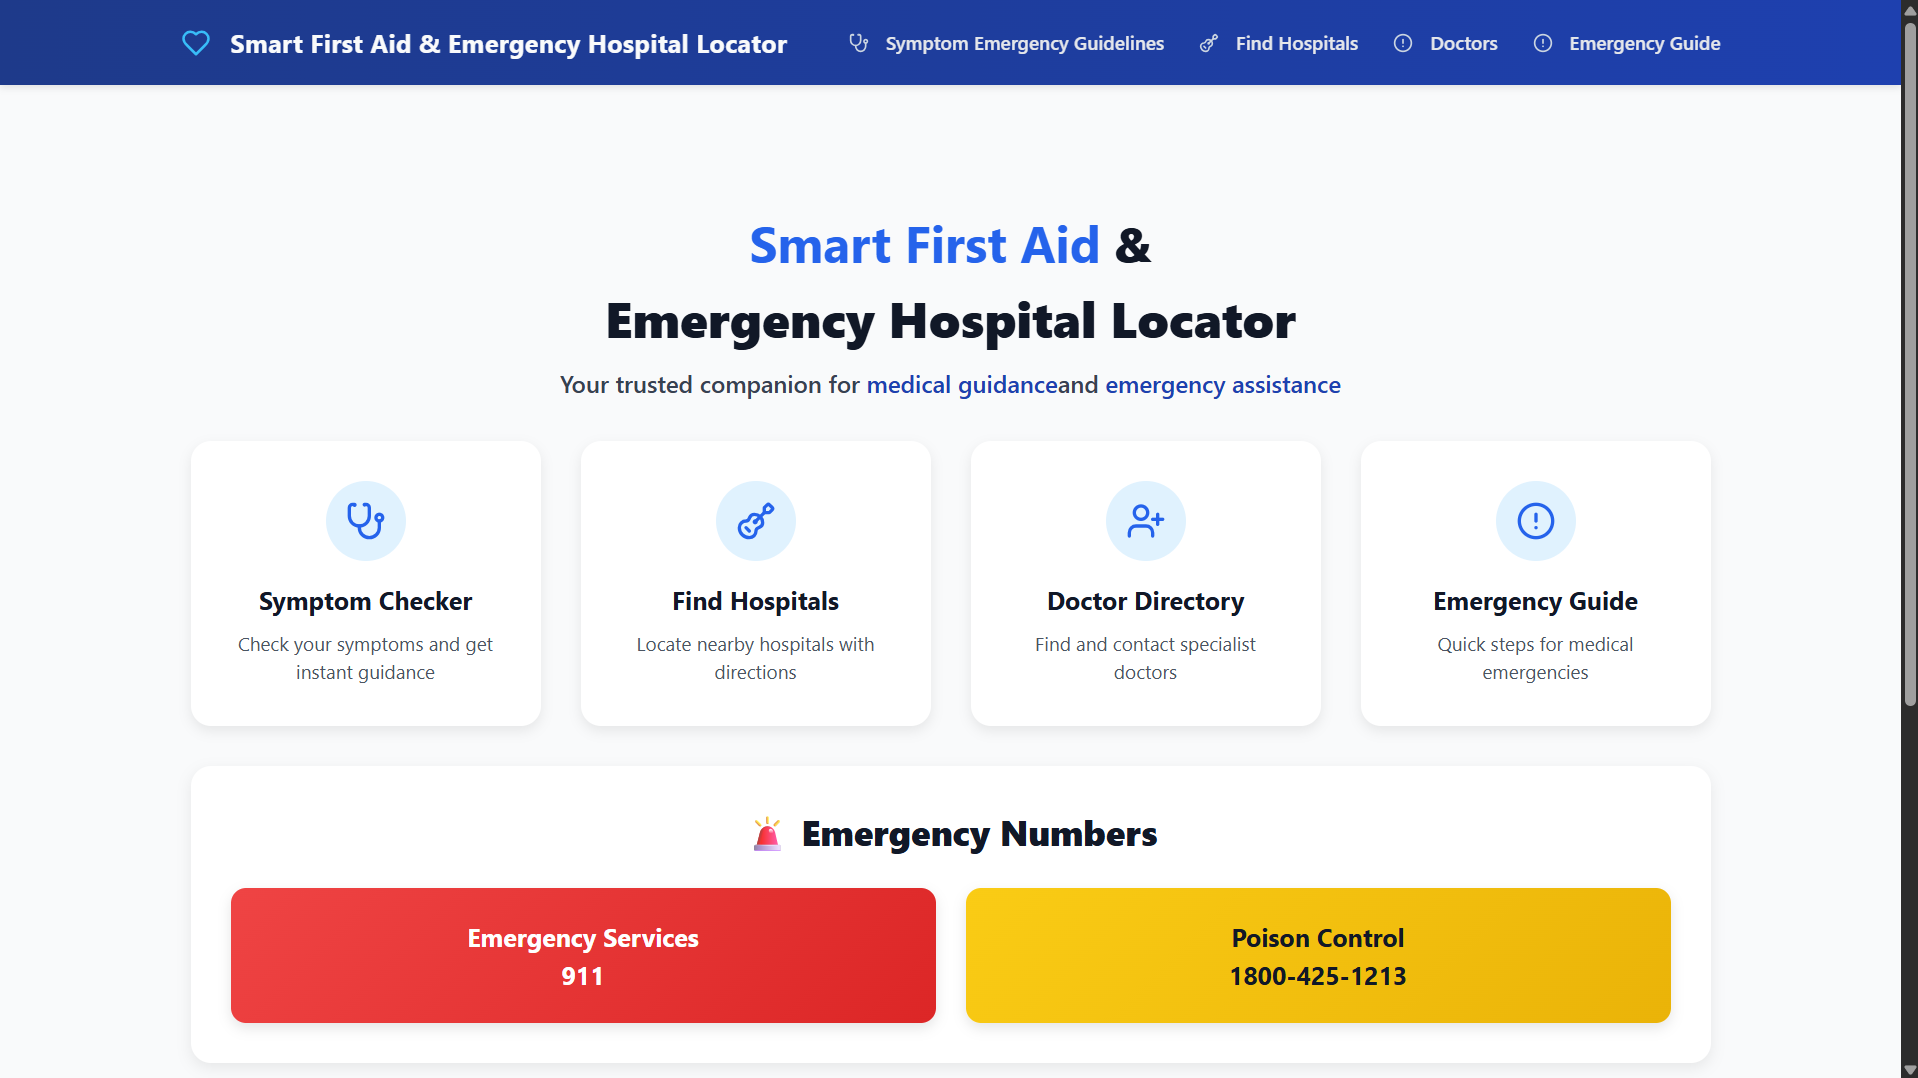 Smart First Aid & Emergency Hospital Locator
Symptom Emergency Guidelines
Find Hospitals
Doctors
Emergency Guide
Smart First Aid &
Emergency Hospital Locator
Your trusted companion for medical guidanceand emergency assistance
Symptom Checker
Check your symptoms and get
instant guidance
Find Hospitals
Locate nearby hospitals with
directions
Doctor Directory
Find and contact specialist
doctors
Emergency Guide
Quick steps for medical
emergencies
Emergency Numbers
Emergency Services
911
Poison Control
1800-425-1213